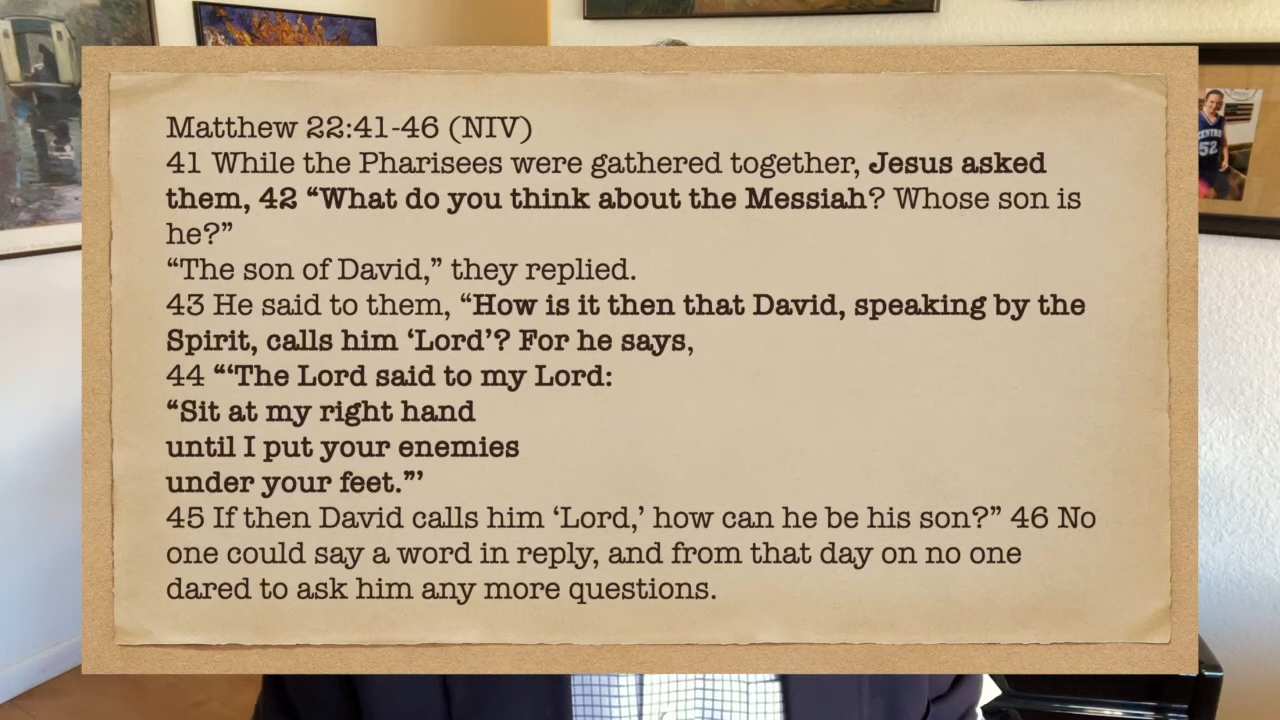 Matthew 22:41-46 (NIV)
41 While the Pharisees were gathered together, Jesus asked
them, 42 “What do you think about the Messiah? Whose son is
he?”
“The son of David,” they replied.
43 He said to them, “How is it then that David, speaking by the
Spirit, calls him ‘Lord’? For he says,
44 “‘The Lord said to my Lord:
“Sit at my right hand
until I put your enemies
under your feet.”’
45 If then David calls him ‘Lord,’ how can he be his son?” 46 No
one could say a word in reply, and from that day on no one
dared to ask him any more questions.
52